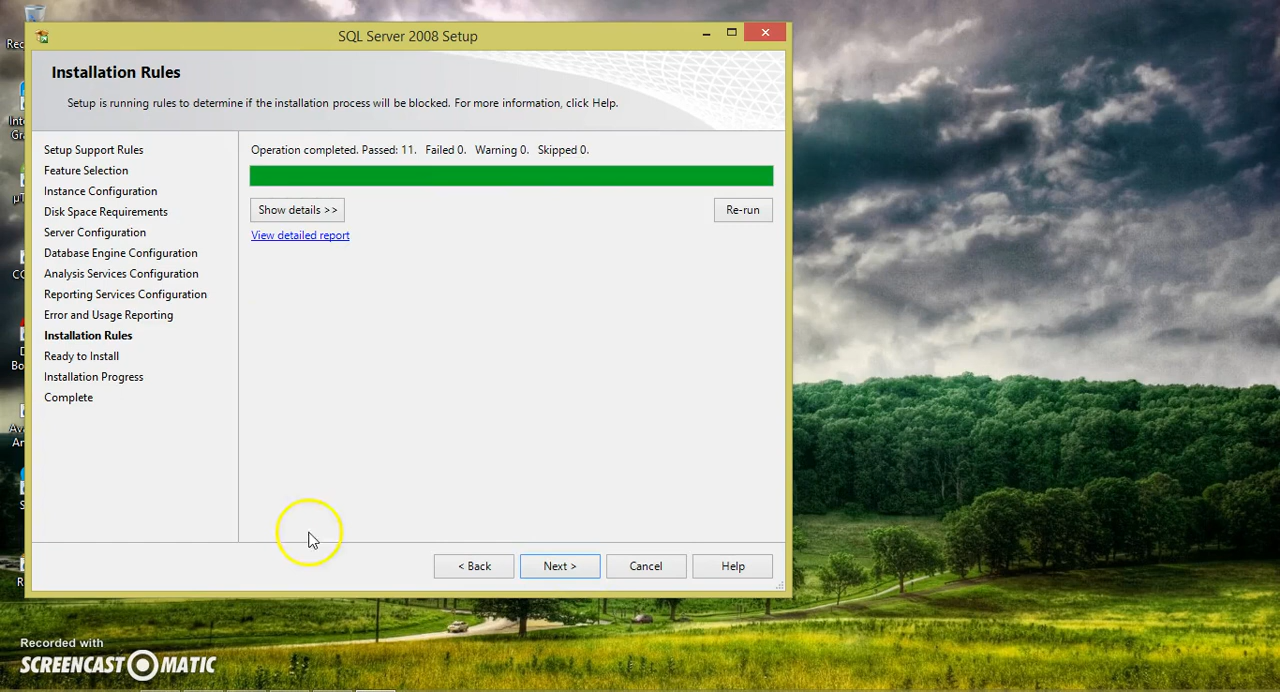 SQL Server 2008 Setup
Installation Rules
Setup is running rules to determine if the installation process will be blocked. For more information, click Help.
Setup Support Rules
Feature Selection
Instance Configuration
Disk Space Requirements
Server Configuration
Database Engine Configuration
Analysis Services Configuration
Reporting Services Configuration
Error and Usage Reporting
Installation Rules
Ready to Install
Installation Progress
Complete
Operation completed. Passed: 11. Failed 0. Warning 0. Skipped 0.
Show details >>
Re-run
View detailed report
< Back
Next >
Cancel
Help
Recorded with
SCREENCAST-O-MATIC